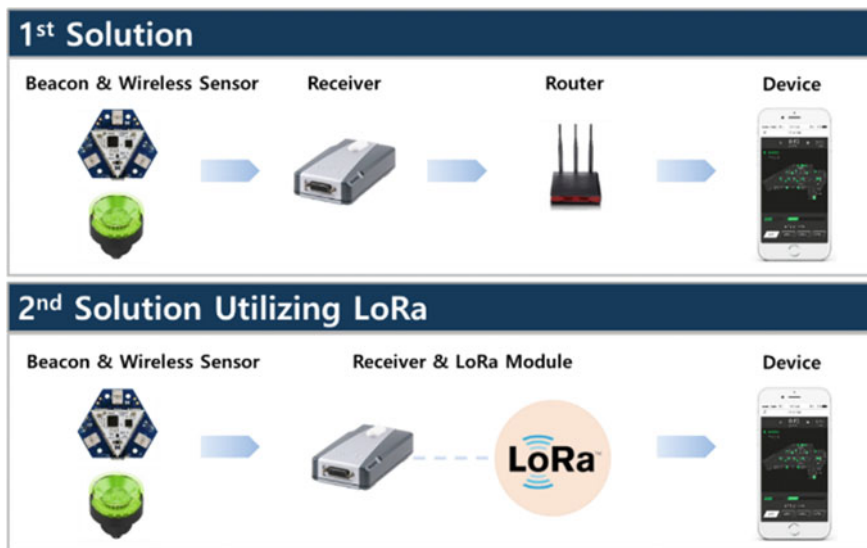 1st Solution
Beacon & Wireless Sensor Receiver Router Device
2nd Solution Utilizing LoRa
Beacon & Wireless Sensor Receiver & LoRa Module Device
LoRa™